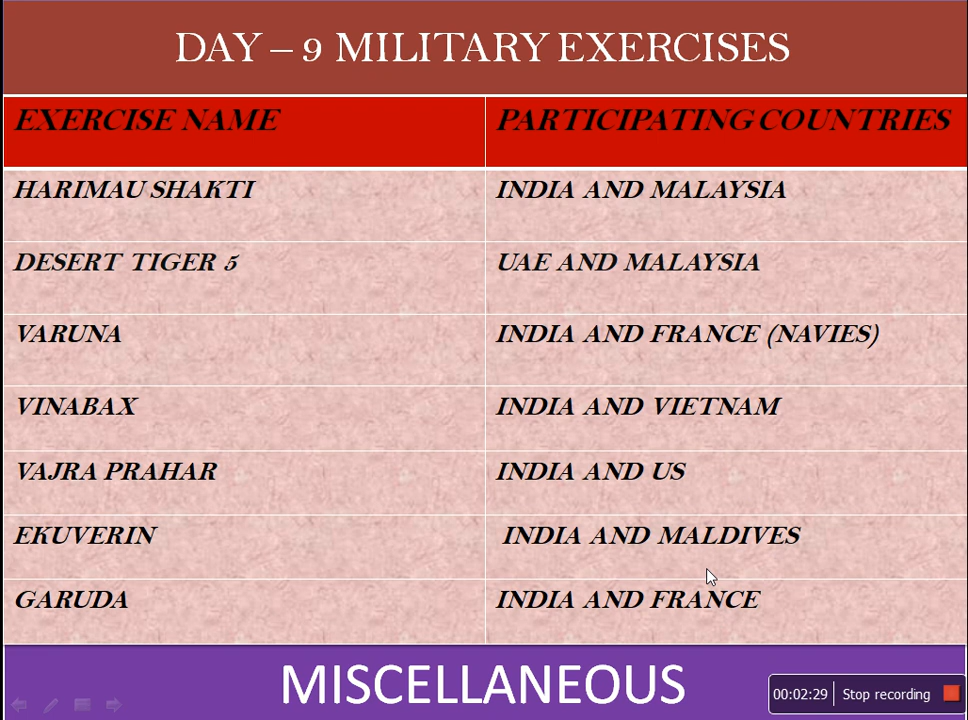 DAY – 9 MILITARY EXERCISES
EXERCISE NAME PARTICIPATING COUNTRIES
HARIMAU SHAKTI INDIA AND MALAYSIA
DESERT TIGER 5 UAE AND MALAYSIA
VARUNA INDIA AND FRANCE (NAVIES)
VINABAX INDIA AND VIETNAM
VAJRA PRAHAR INDIA AND US
EKUVERIN INDIA AND MALDIVES
GARUDA INDIA AND FRANCE
MISCELLANEOUS
00:02:29 Stop recording